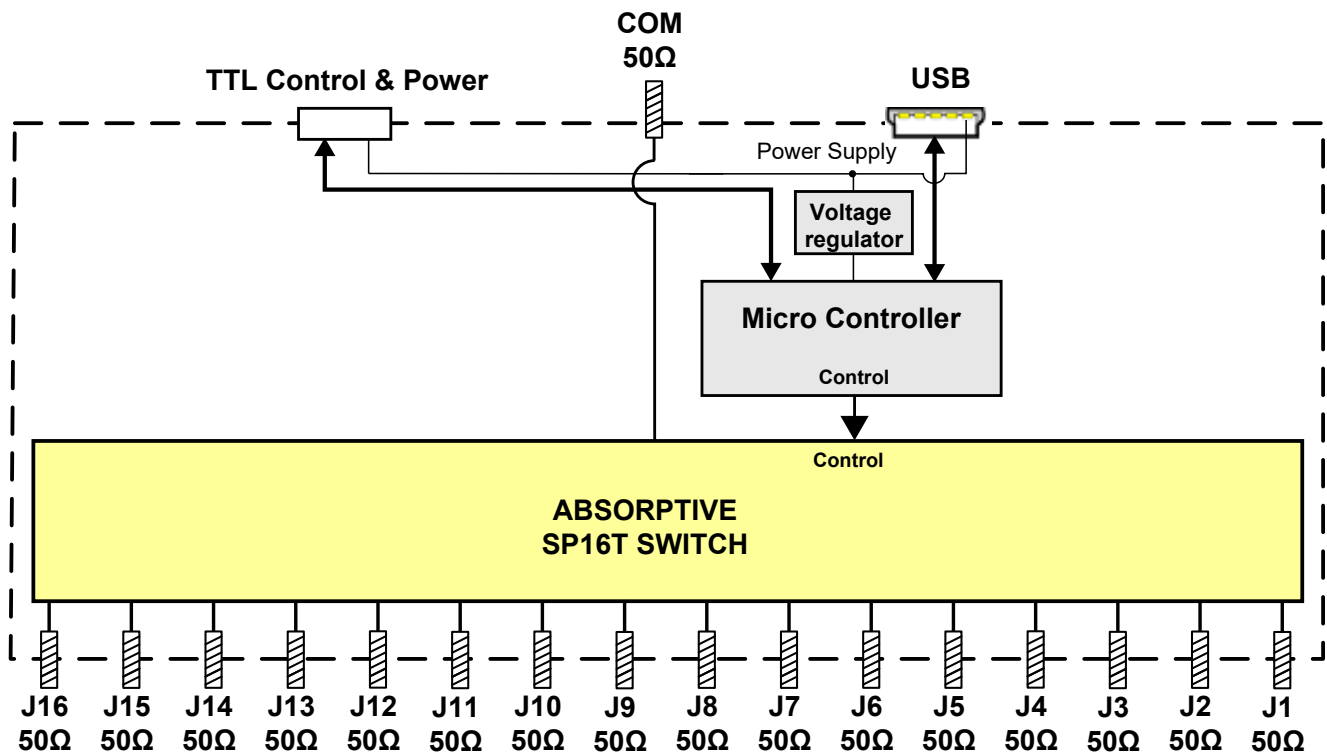 COM
50Ω
TTL Control & Power
USB
Power Supply
Voltage
regulator
Micro Controller
Control
Control
ABSORPTIVE
SP16T SWITCH
J16 J15 J14 J13 J12 J11 J10 J9 J8 J7 J6 J5 J4 J3 J2 J1
50Ω 50Ω 50Ω 50Ω 50Ω 50Ω 50Ω 50Ω 50Ω 50Ω 50Ω 50Ω 50Ω 50Ω 50Ω 50Ω